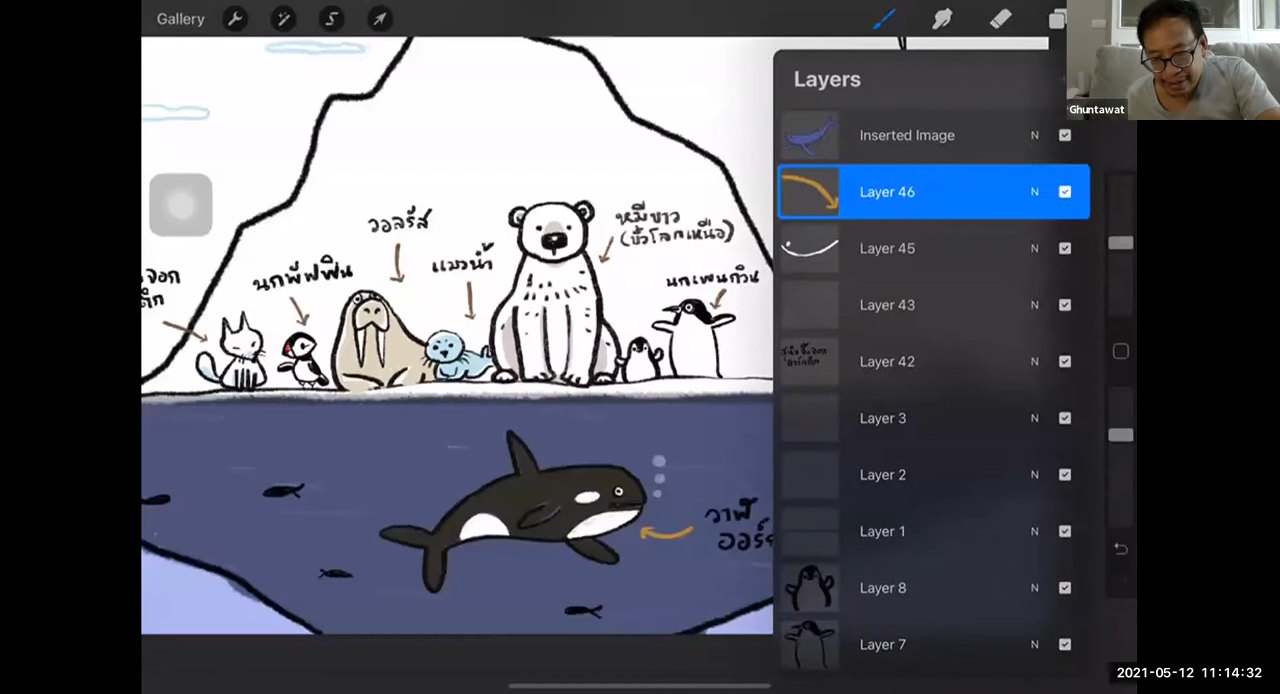 Gallery
Layers
Ghuntawat
Inserted Image N
Layer 46 N
Layer 45 N
Layer 43 N
Layer 42 N
Layer 3 N
Layer 2 N
Layer 1 N
Layer 8 N
Layer 7 N
วอลรัส
หมีขาว
(ขั้วโลกเหนือ)
แมวน้ำ
นกพัฟฟิน
นกเพนกวิน
วาฬ
2021-05-12 11:14:32